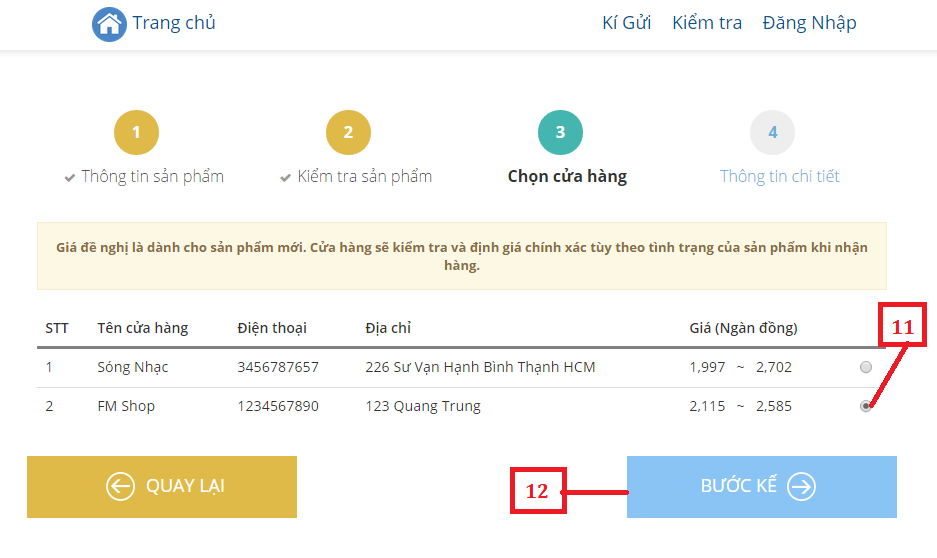 Trang chủ Kí Gửi Kiểm tra Đăng Nhập
1 2 3 4
Thông tin sản phẩm Kiểm tra sản phẩm Chọn cửa hàng Thông tin chi tiết
Giá đề nghị là dành cho sản phẩm mới. Cửa hàng sẽ kiểm tra và định giá chính xác tùy theo tình trạng của sản phẩm khi nhận
hàng.
11
STT Tên cửa hàng Điện thoại Địa chỉ Giá (Ngàn đồng)
1 Sóng Nhạc 3456787657 226 Sư Vạn Hạnh Bình Thạnh HCM 1,997 ~ 2,702
2 FM Shop 1234567890 123 Quang Trung 2,115 ~ 2,585
QUAY LẠI 12 BƯỚC KẾ